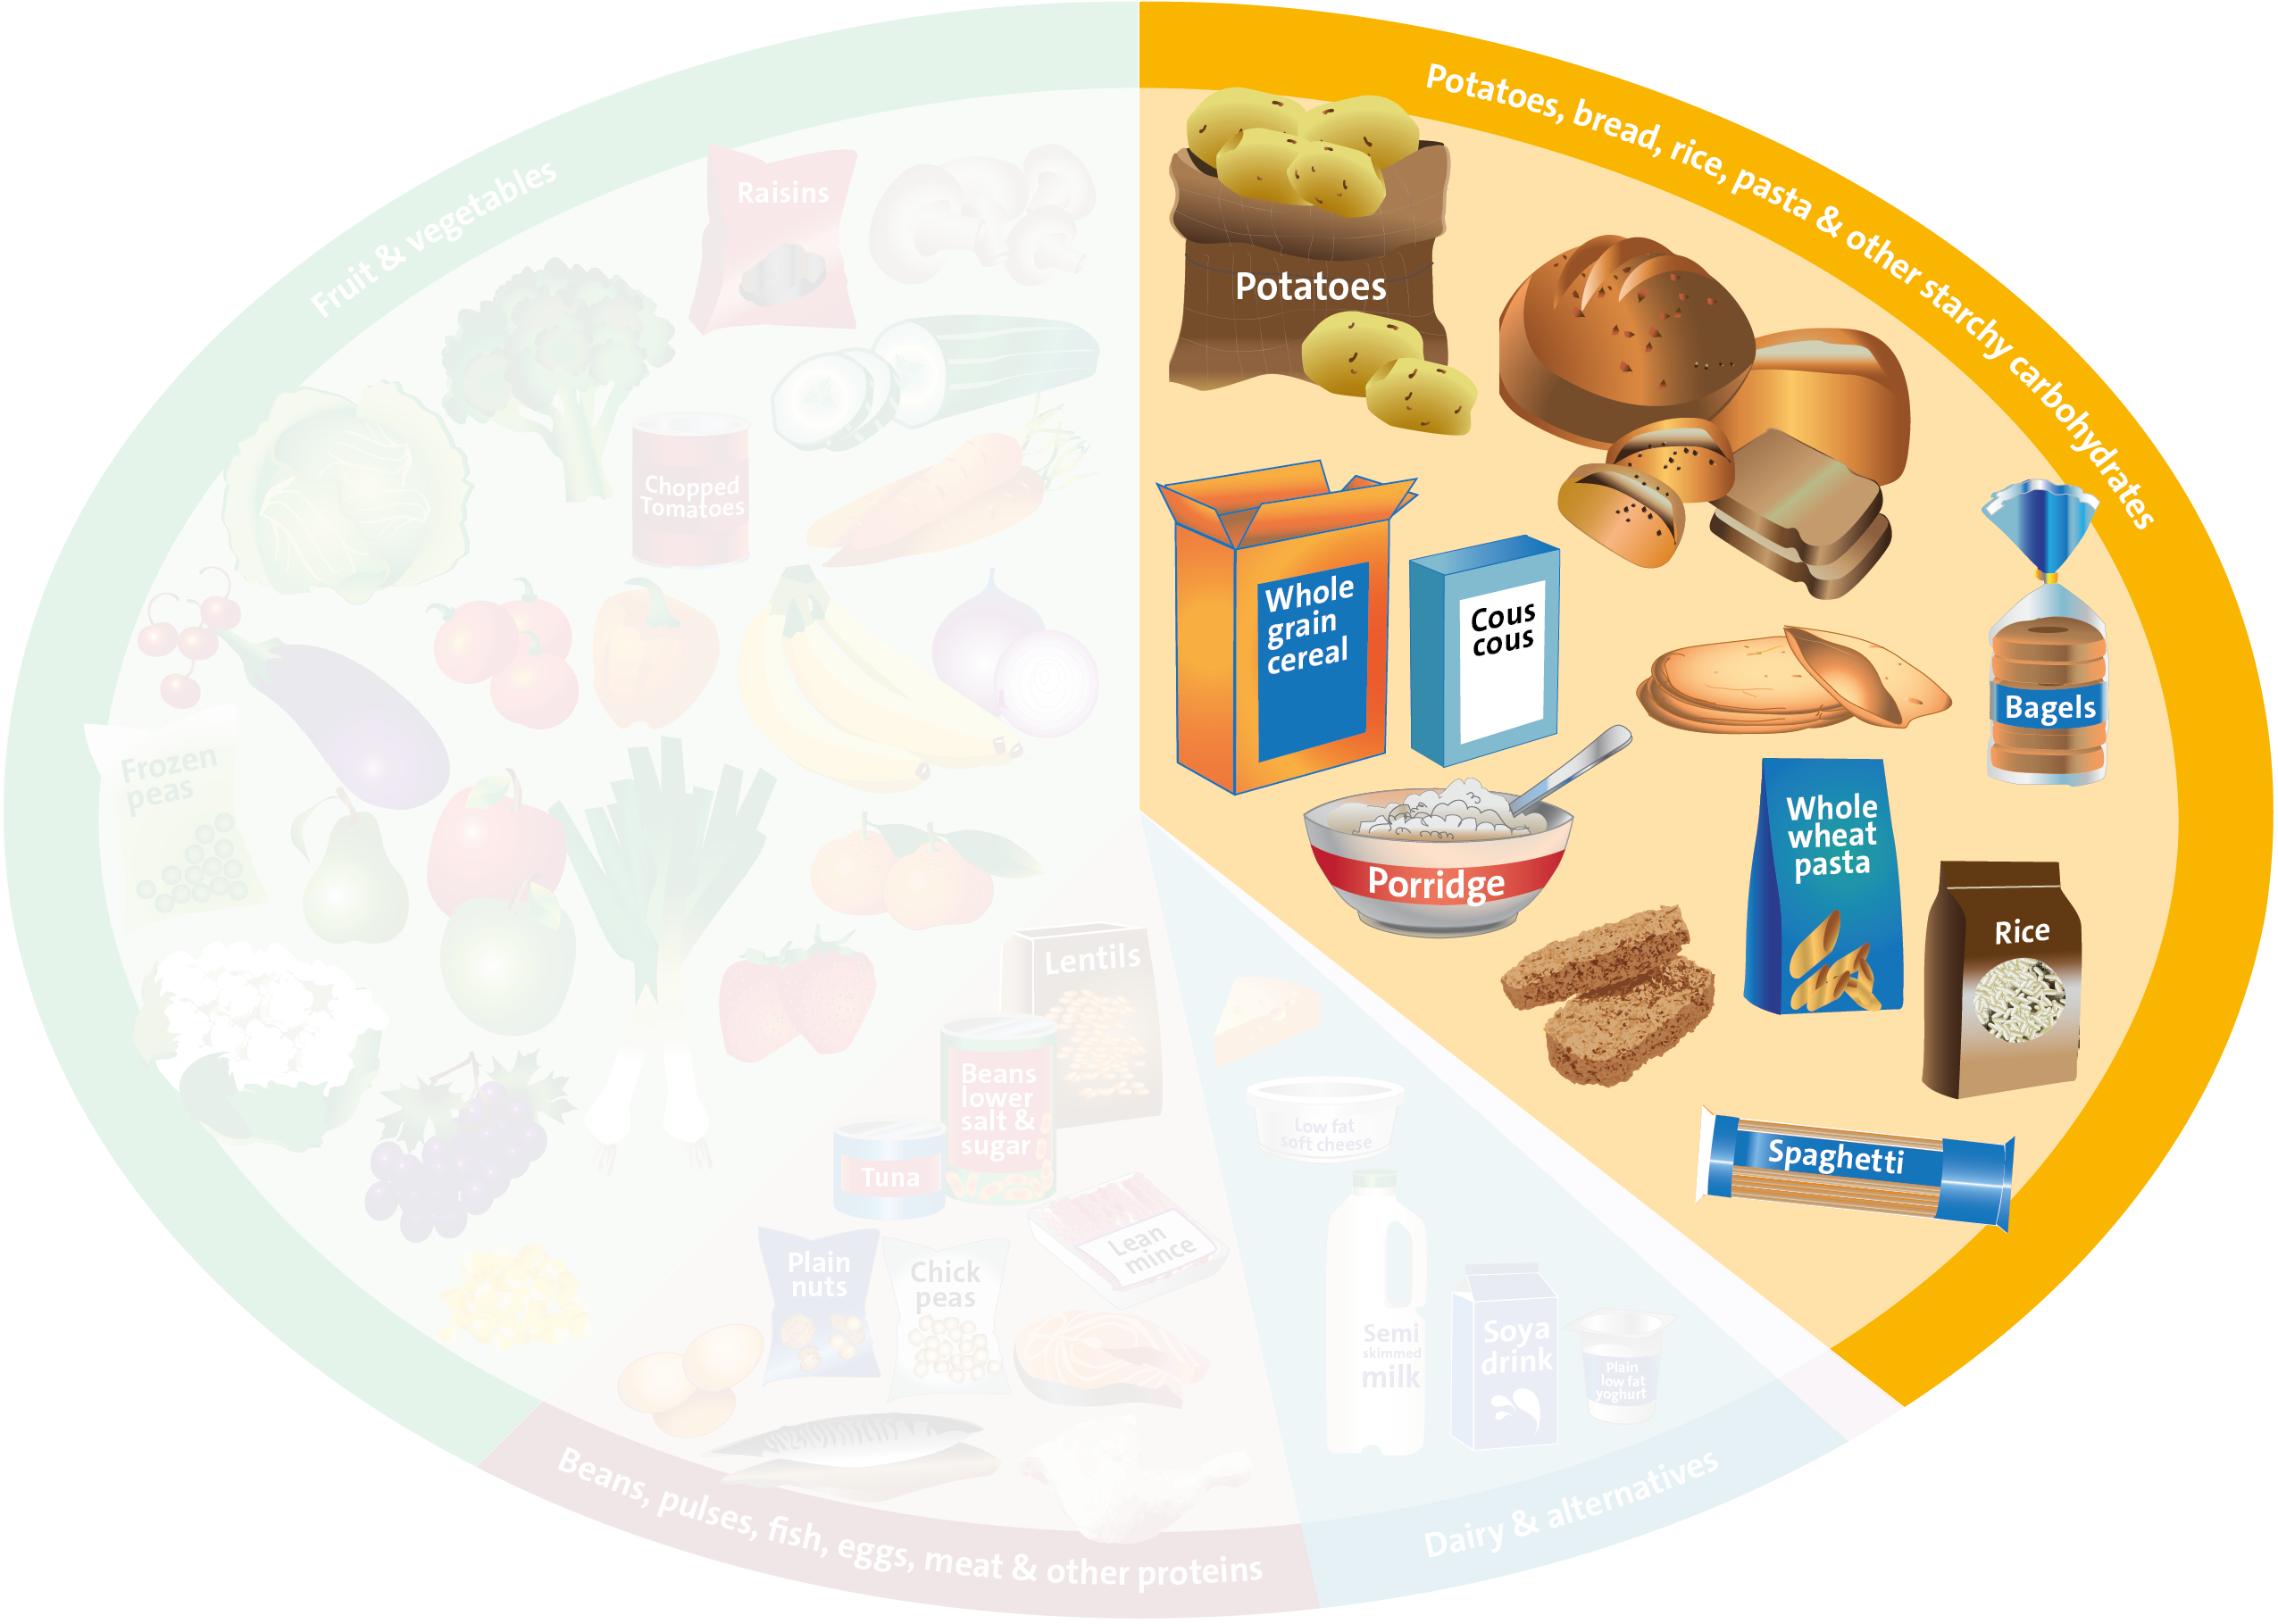 Fruit & vegetables
Potatoes, bread, rice, pasta & other starchy carbohydrates
Raisins
Potatoes
Chopped
Tomatoes
Whole
grain
cereal
Cous
cous
Bagels
Frozen
peas
Whole
wheat
pasta
Porridge
Rice
Lentils
Beans
lower
salt &
sugar
Low fat
soft cheese
Spaghetti
Tuna
Lean
mince
Plain
nuts
Chick
peas
Semi
skimmed
milk
Soya
drink
Plain
low fat
yoghurt
Beans, pulses, fish, eggs, meat & other proteins
Dairy & alternatives